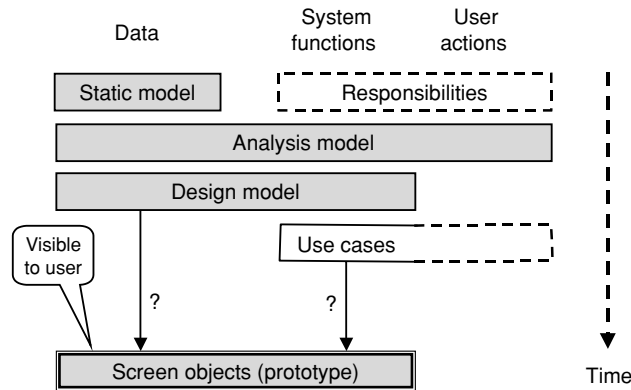 Data
System
functions
User
actions
Static model
Responsibilities
Analysis model
Design model
Visible
to user
Use cases
?
?
Screen objects (prototype)
Time